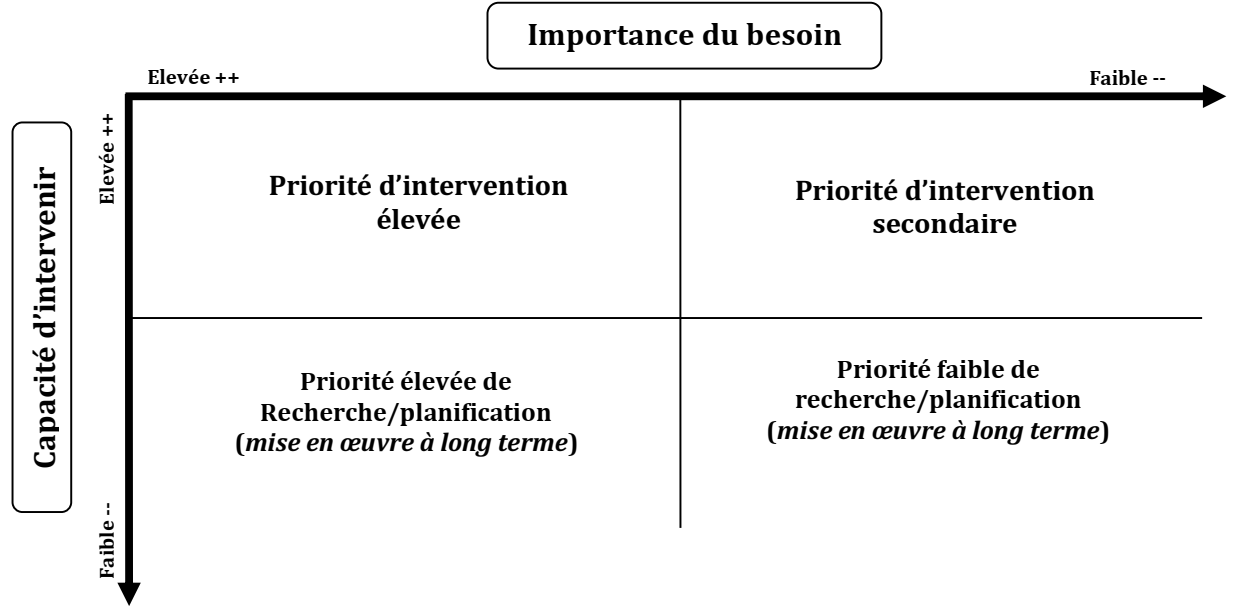 Importance du besoin
Elevée ++
Faible --
Capacité d’intervenir
Elevée ++
Faible --
Priorité d’intervention
élevée
Priorité d’intervention
secondaire
Priorité élevée de
Recherche/planification
(mise en œuvre à long terme)
Priorité faible de
recherche/planification
(mise en œuvre à long terme)